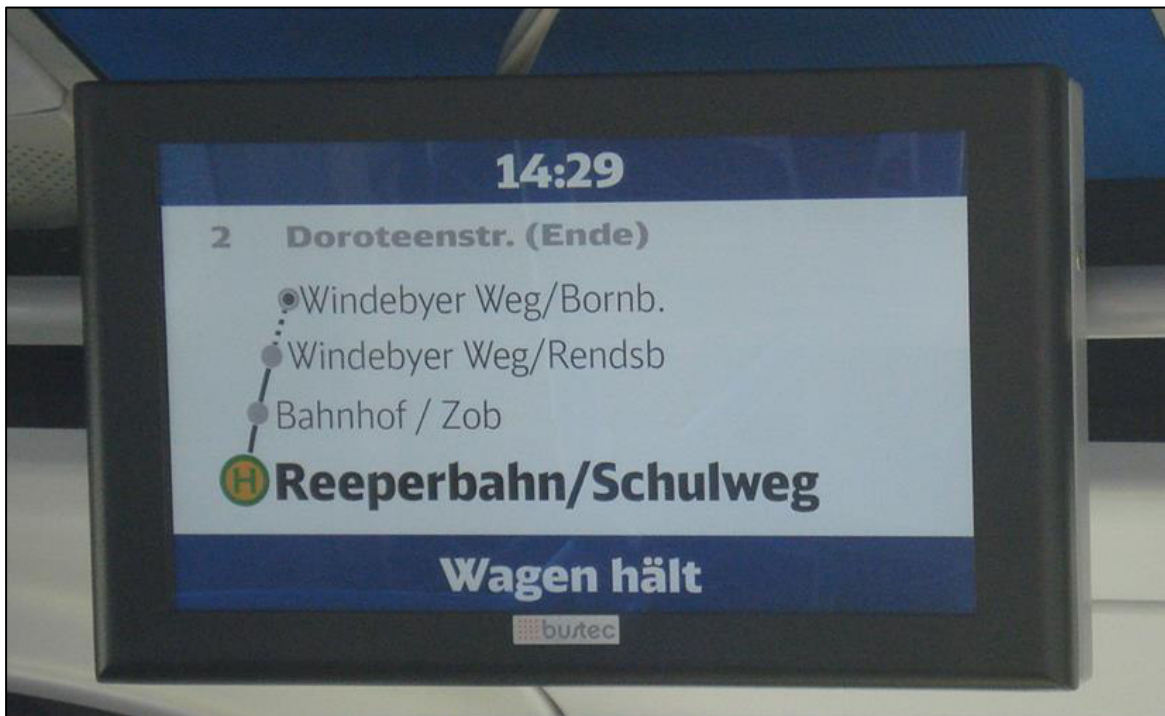 14:29
2 Doroteenstr. (Ende)
Windebyer Weg/Bornb.
Windebyer Weg/Rendsb
Bahnhof / Zob
H Reeperbahn/Schulweg
Wagen hält
bustec